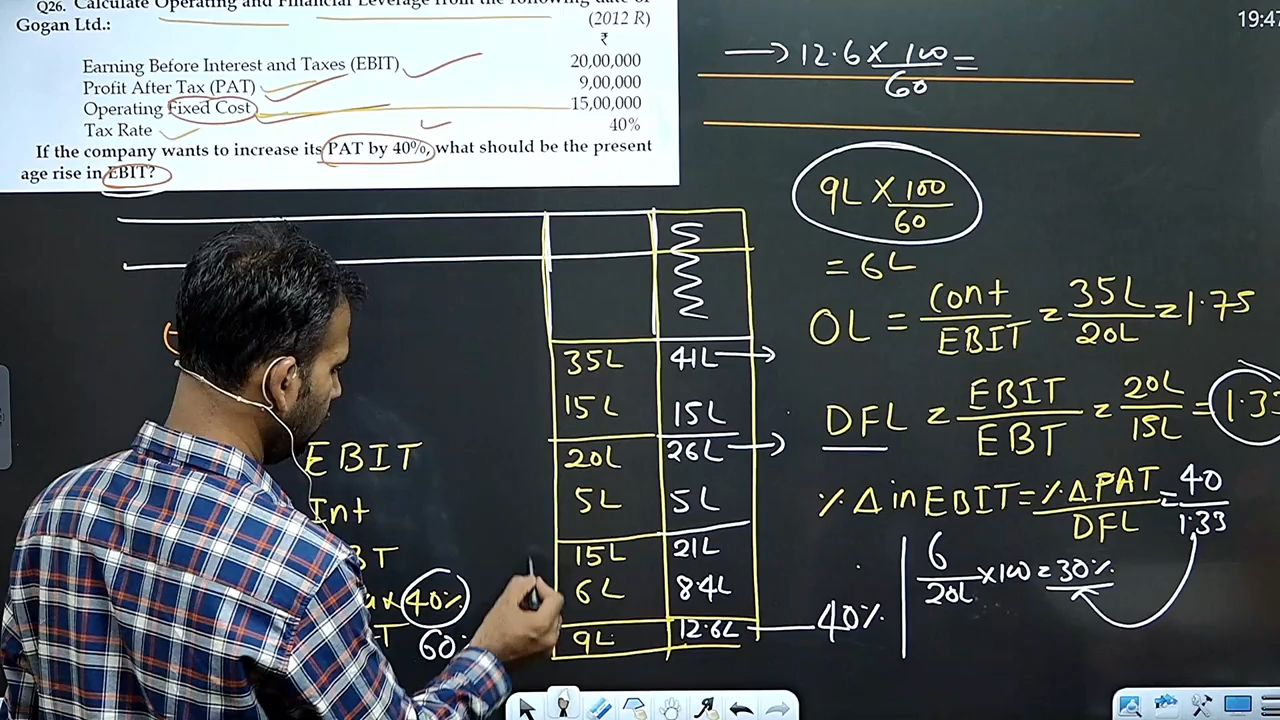 Q26. Calculate Operating and Financial Leverage from the following date of
Gogan Ltd.:
(2012 R)
₹
Earning Before Interest and Taxes (EBIT) 20,00,000
Profit After Tax (PAT) 9,00,000
Operating Fixed Cost 15,00,000
Tax Rate 40%
If the company wants to increase its PAT by 40%, what should be the present
age rise in EBIT?
19:47
→ 12.6 × 100/60 =
9L × 100/60
= 6L
OL = Cont/EBIT = 35L/20L = 1.75
DFL = EBIT/EBT = 20L/15L = 1.33
% Δ in EBIT = % Δ PAT/DFL = 40/1.33
6/20L × 100 = 30%
35L 41L →
15L 15L
EBIT 20L 26L →
Int 5L 5L
BT 15L 21L
40% 6L 8.4L
60 9L 12.6L — 40%